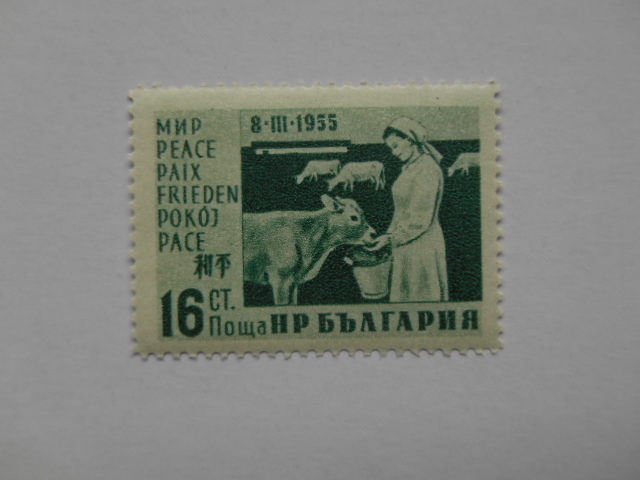 8·III·1955
МИР
PEACE
PAIX
FRIEDEN
POKÓJ
PACE
和平
16 СТ.
Поща НР БЪЛГАРИЯ